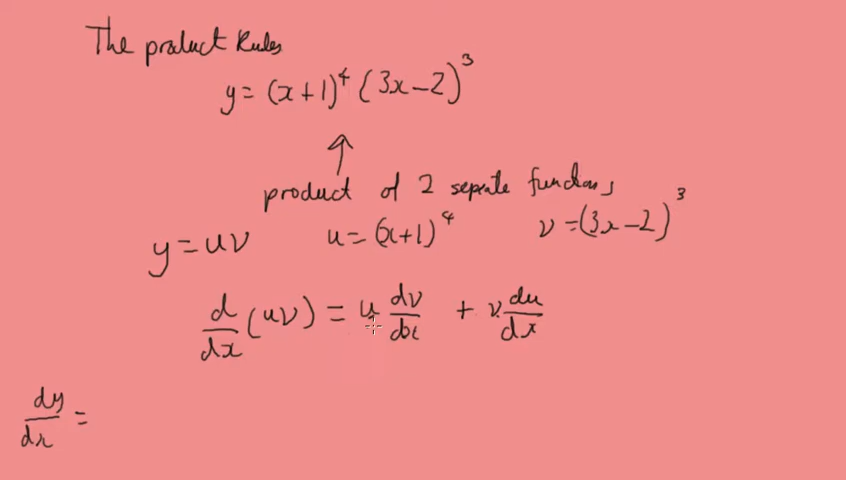 The product Rules
y = (x+1)⁴ (3x-2)³
product of 2 seprate functions
y = uv u = (x+1)⁴ v = (3x-2)³
d/dx (uv) = u dv/dx + v du/dx
dy/dx =